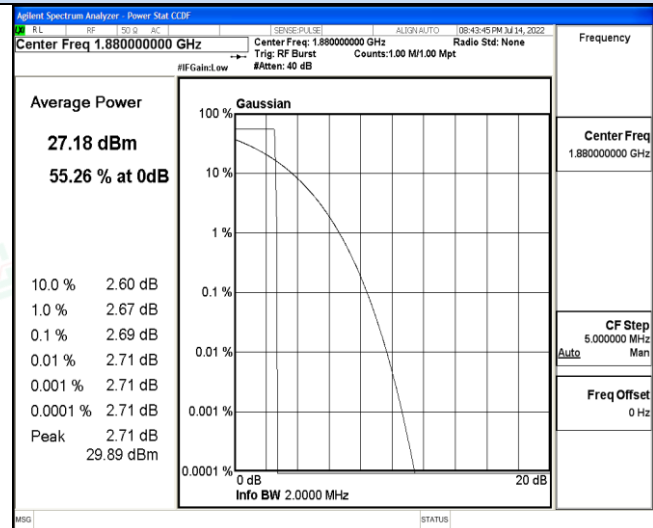 Agilent Spectrum Analyzer - Power Stat CCDF
RL RF 50 Ω AC SENSE:PULSE ALIGN AUTO 08:43:45 PM Jul 14, 2022
Center Freq 1.880000000 GHz
Center Freq: 1.880000000 GHz Radio Std: None
Trig: RF Burst Counts:1.00 M/1.00 Mpt
#IFGain:Low #Atten: 40 dB
Frequency
Average Power
27.18 dBm
55.26 % at 0dB
10.0 % 2.60 dB
1.0 % 2.67 dB
0.1 % 2.69 dB
0.01 % 2.71 dB
0.001 % 2.71 dB
0.0001 % 2.71 dB
Peak 2.71 dB
29.89 dBm
Gaussian
100 %
10 %
1 %
0.1 %
0.01 %
0.001 %
0.0001 %
0 dB 20 dB
Info BW 2.0000 MHz
Center Freq
1.880000000 GHz
CF Step
5.000000 MHz
Auto Man
Freq Offset
0 Hz
MSG STATUS